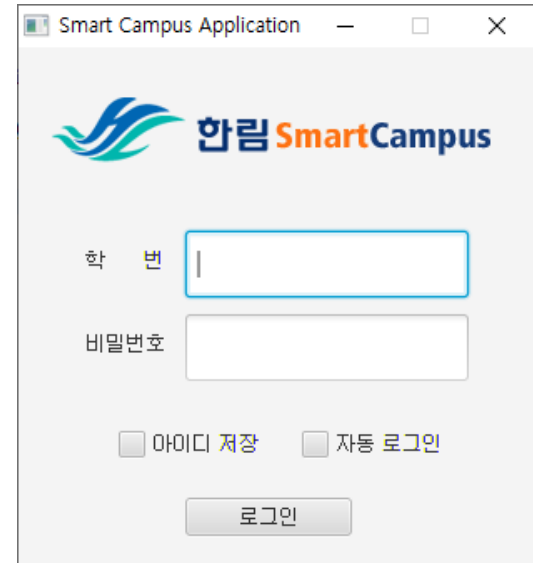 Smart Campus Application
한림 SmartCampus
학 번
비밀번호
아이디 저장 자동 로그인
로그인